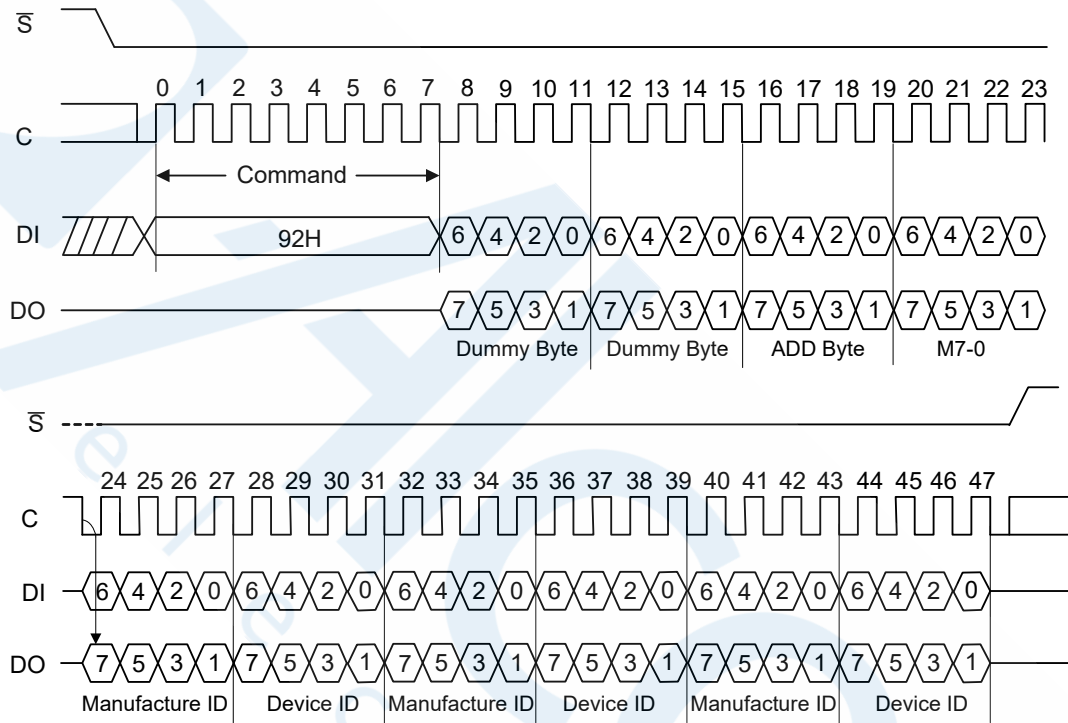 S
0 1 2 3 4 5 6 7 8 9 10 11 12 13 14 15 16 17 18 19 20 21 22 23
C
Command
DI 92H 6 4 2 0 6 4 2 0 6 4 2 0 6 4 2 0
DO 7 5 3 1 7 5 3 1 7 5 3 1 7 5 3 1
Dummy Byte Dummy Byte ADD Byte M7-0
S
24 25 26 27 28 29 30 31 32 33 34 35 36 37 38 39 40 41 42 43 44 45 46 47
C
DI 6 4 2 0 6 4 2 0 6 4 2 0 6 4 2 0 6 4 2 0 6 4 2 0
DO 7 5 3 1 7 5 3 1 7 5 3 1 7 5 3 1 7 5 3 1 7 5 3 1
Manufacture ID Device ID Manufacture ID Device ID Manufacture ID Device ID